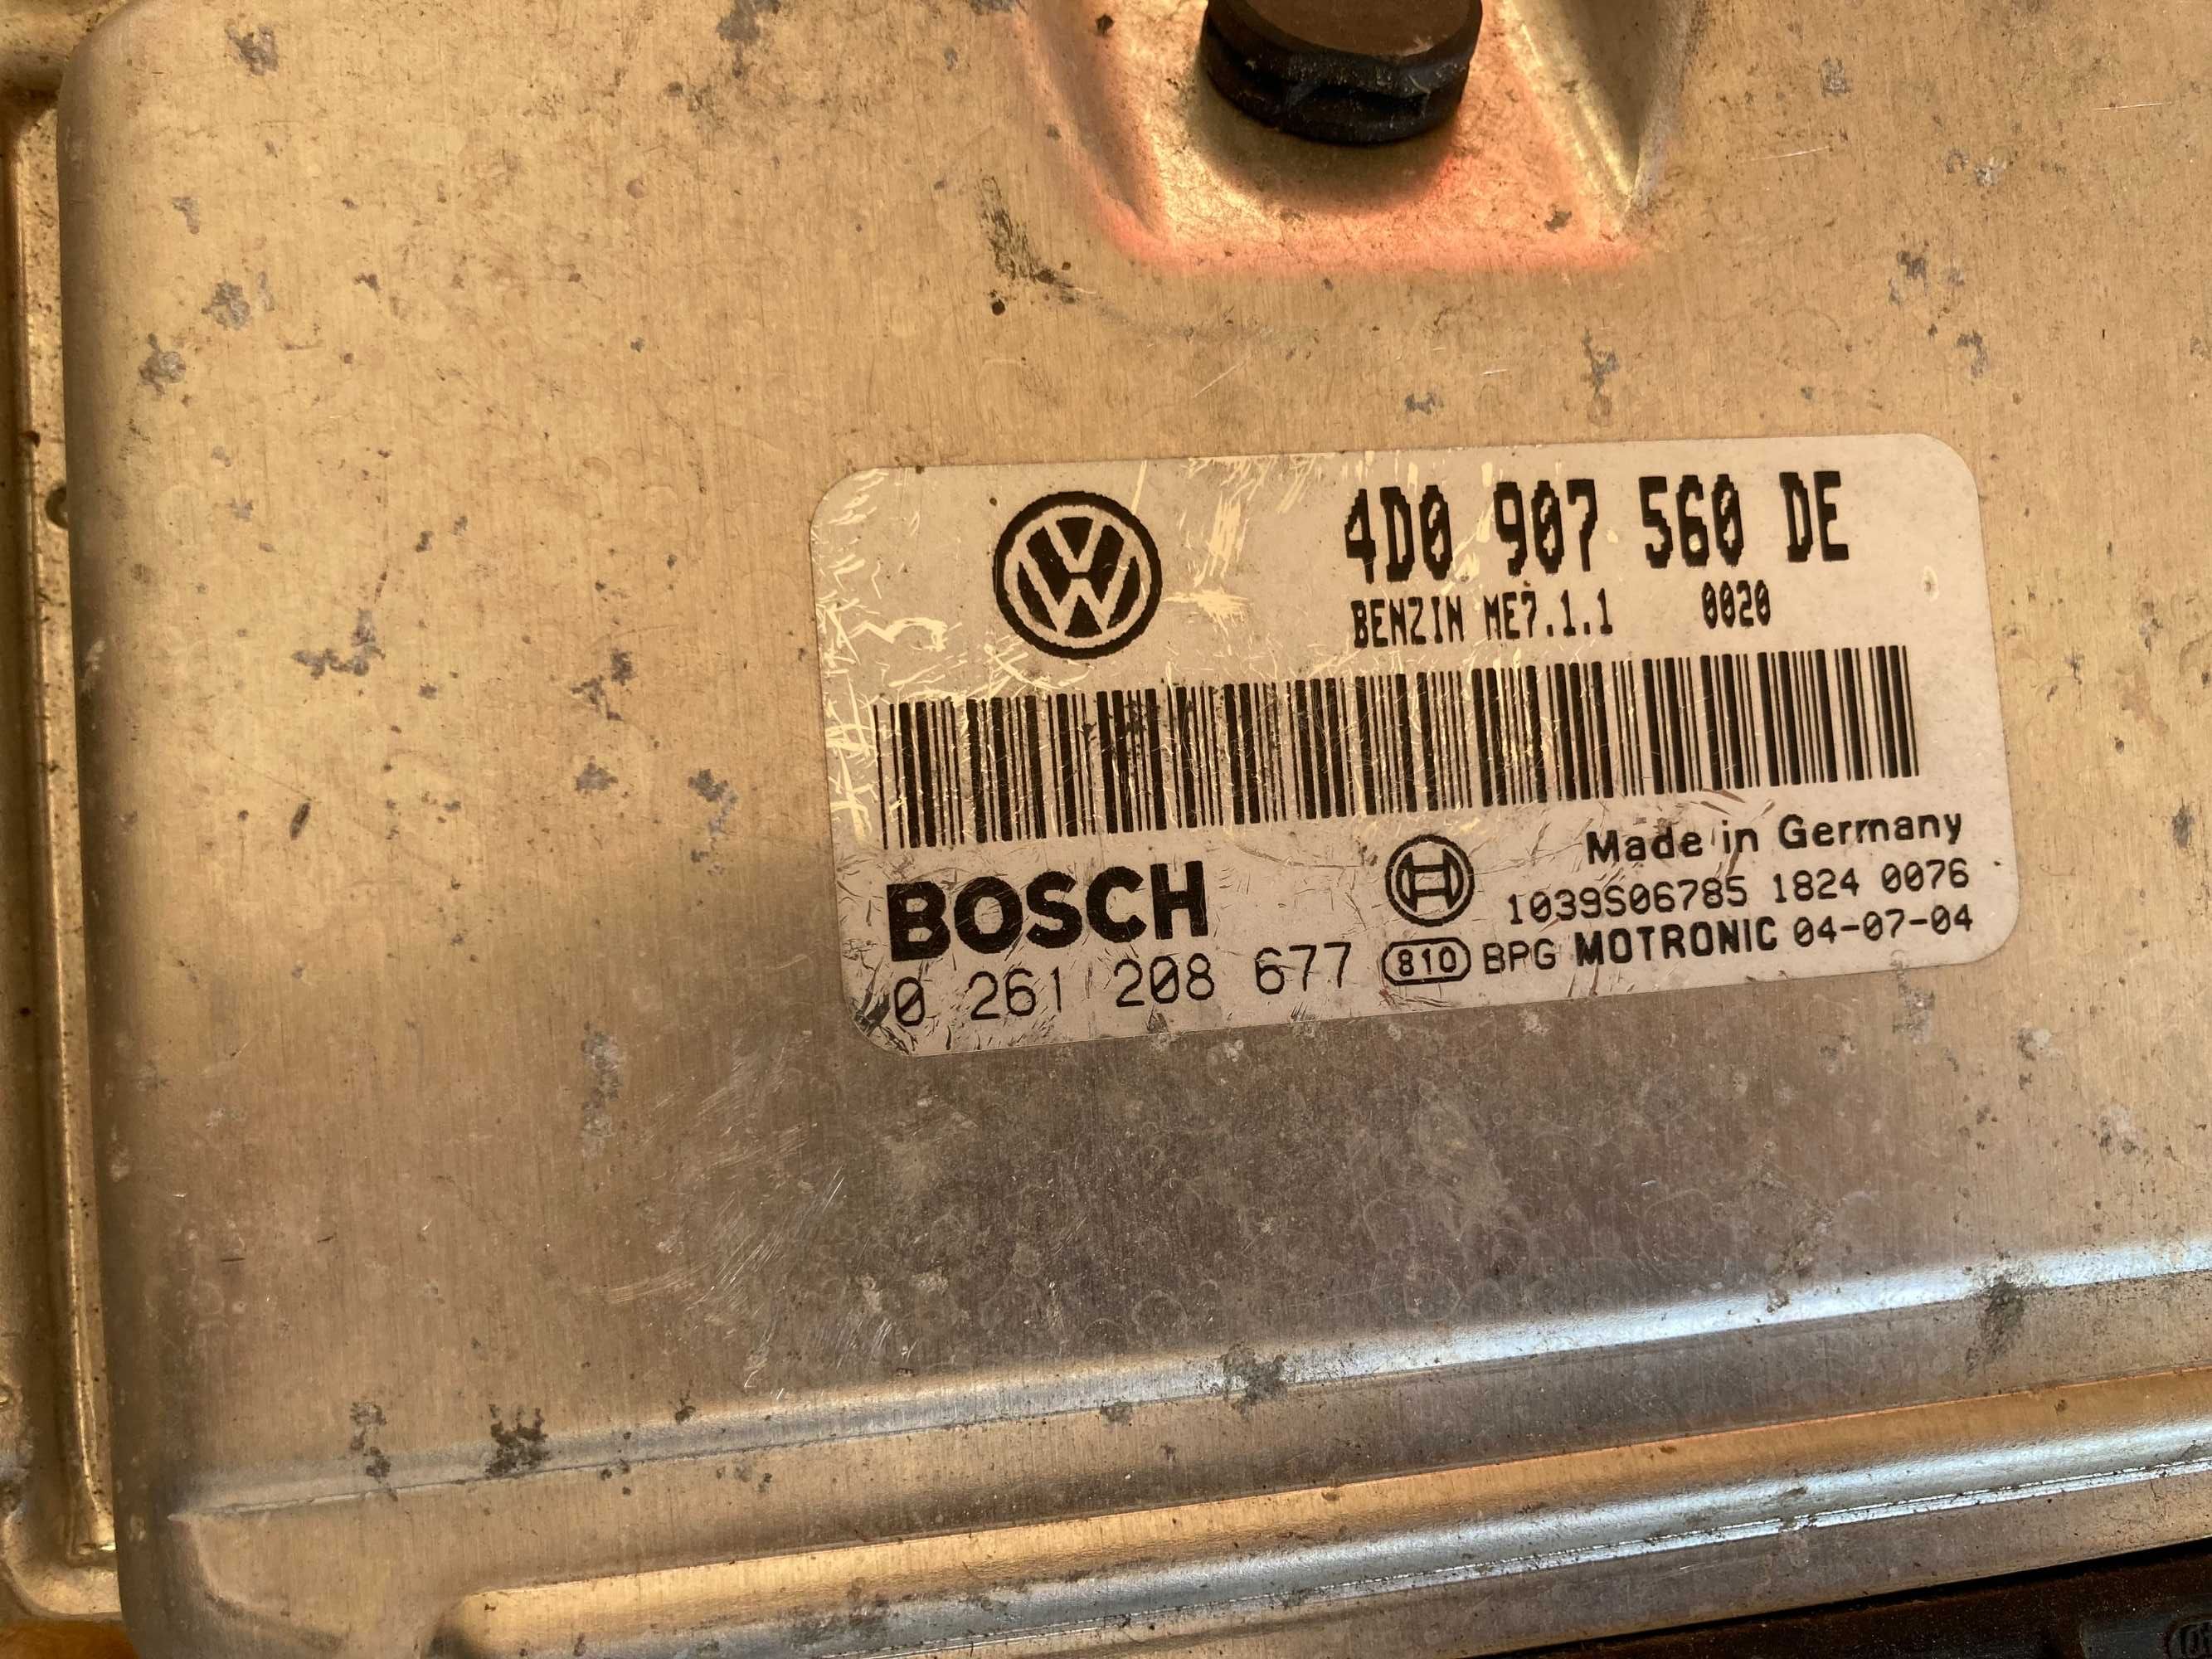 4D0 907 560 DE
BENZIN ME7.1.1 0020
Made in Germany
BOSCH
1039S06785 1824 0076
0 261 208 677 810 BPG MOTRONIC 04-07-04